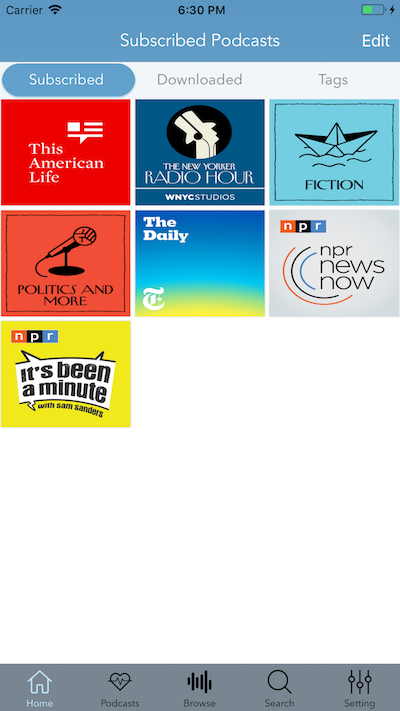 Carrier 6:30 PM
Subscribed Podcasts Edit
Subscribed Downloaded Tags
This
American
Life
THE NEW YORKER
RADIO HOUR
WNYCSTUDIOS
FICTION
POLITICS AND
MORE
The
Daily
T
npr
npr
news
now
npr
it's been
a minute
with sam sanders
Home Podcasts Browse Search Setting